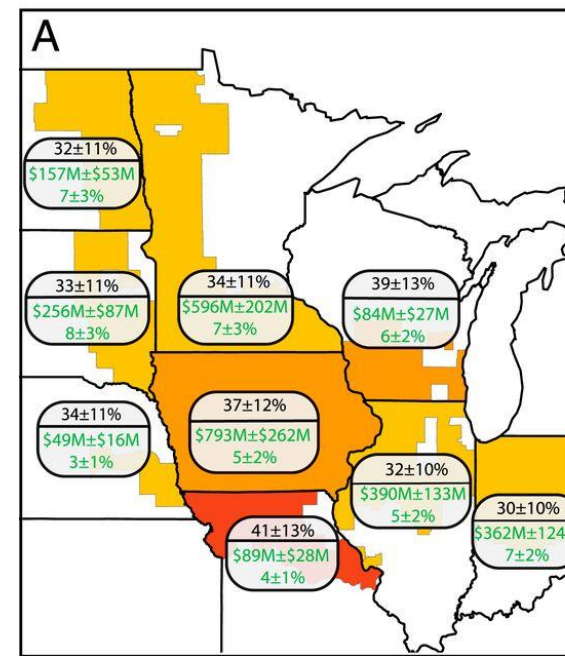 A
32±11%
$157M±$53M
7±3%
33±11%
$256M±$87M
8±3%
34±11%
$596M±202M
7±3%
39±13%
$84M±$27M
6±2%
34±11%
$49M±$16M
3±1%
37±12%
$793M±$262M
5±2%
32±10%
$390M±133M
5±2%
30±10%
$362M±124
7±2%
41±13%
$89M±$28M
4±1%